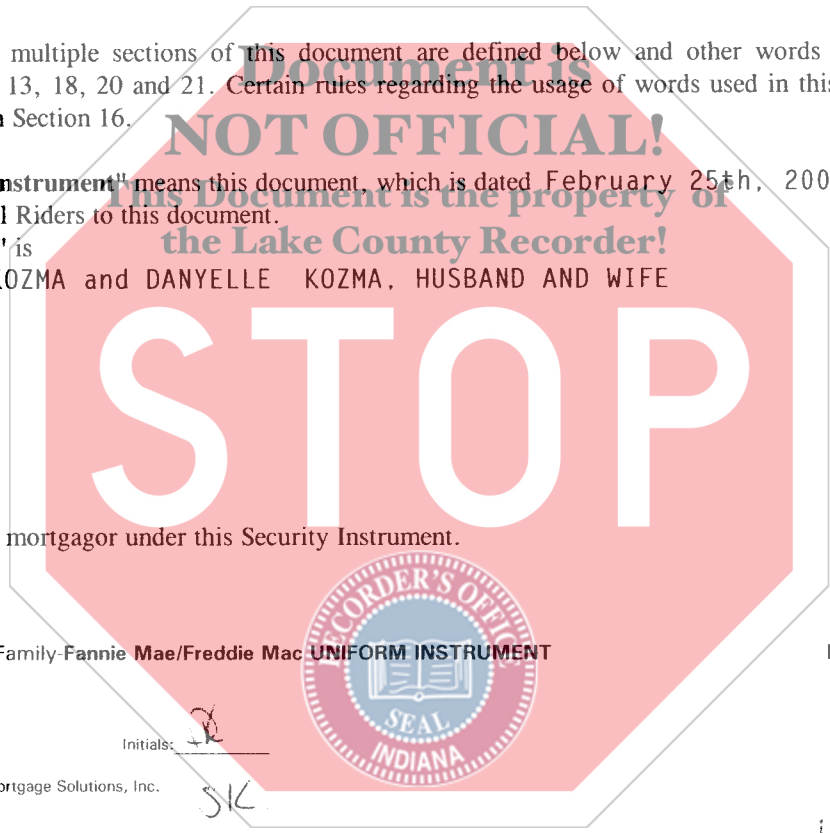 multiple sections of this document are defined below and other words
13, 18, 20 and 21. Certain rules regarding the usage of words used in this
Section 16.
Document is
NOT OFFICIAL!
This Document is the property of
the Lake County Recorder!
nstrument" means this document, which is dated February 25th, 200
Riders to this document.
" is
KOZMA and DANYELLE KOZMA, HUSBAND AND WIFE
STOP
mortgagor under this Security Instrument.
RECORDER'S OFFICE
SEAL
INDIANA
Family-Fannie Mae/Freddie Mac UNIFORM INSTRUMENT
Initials:
ortgage Solutions, Inc.
SK